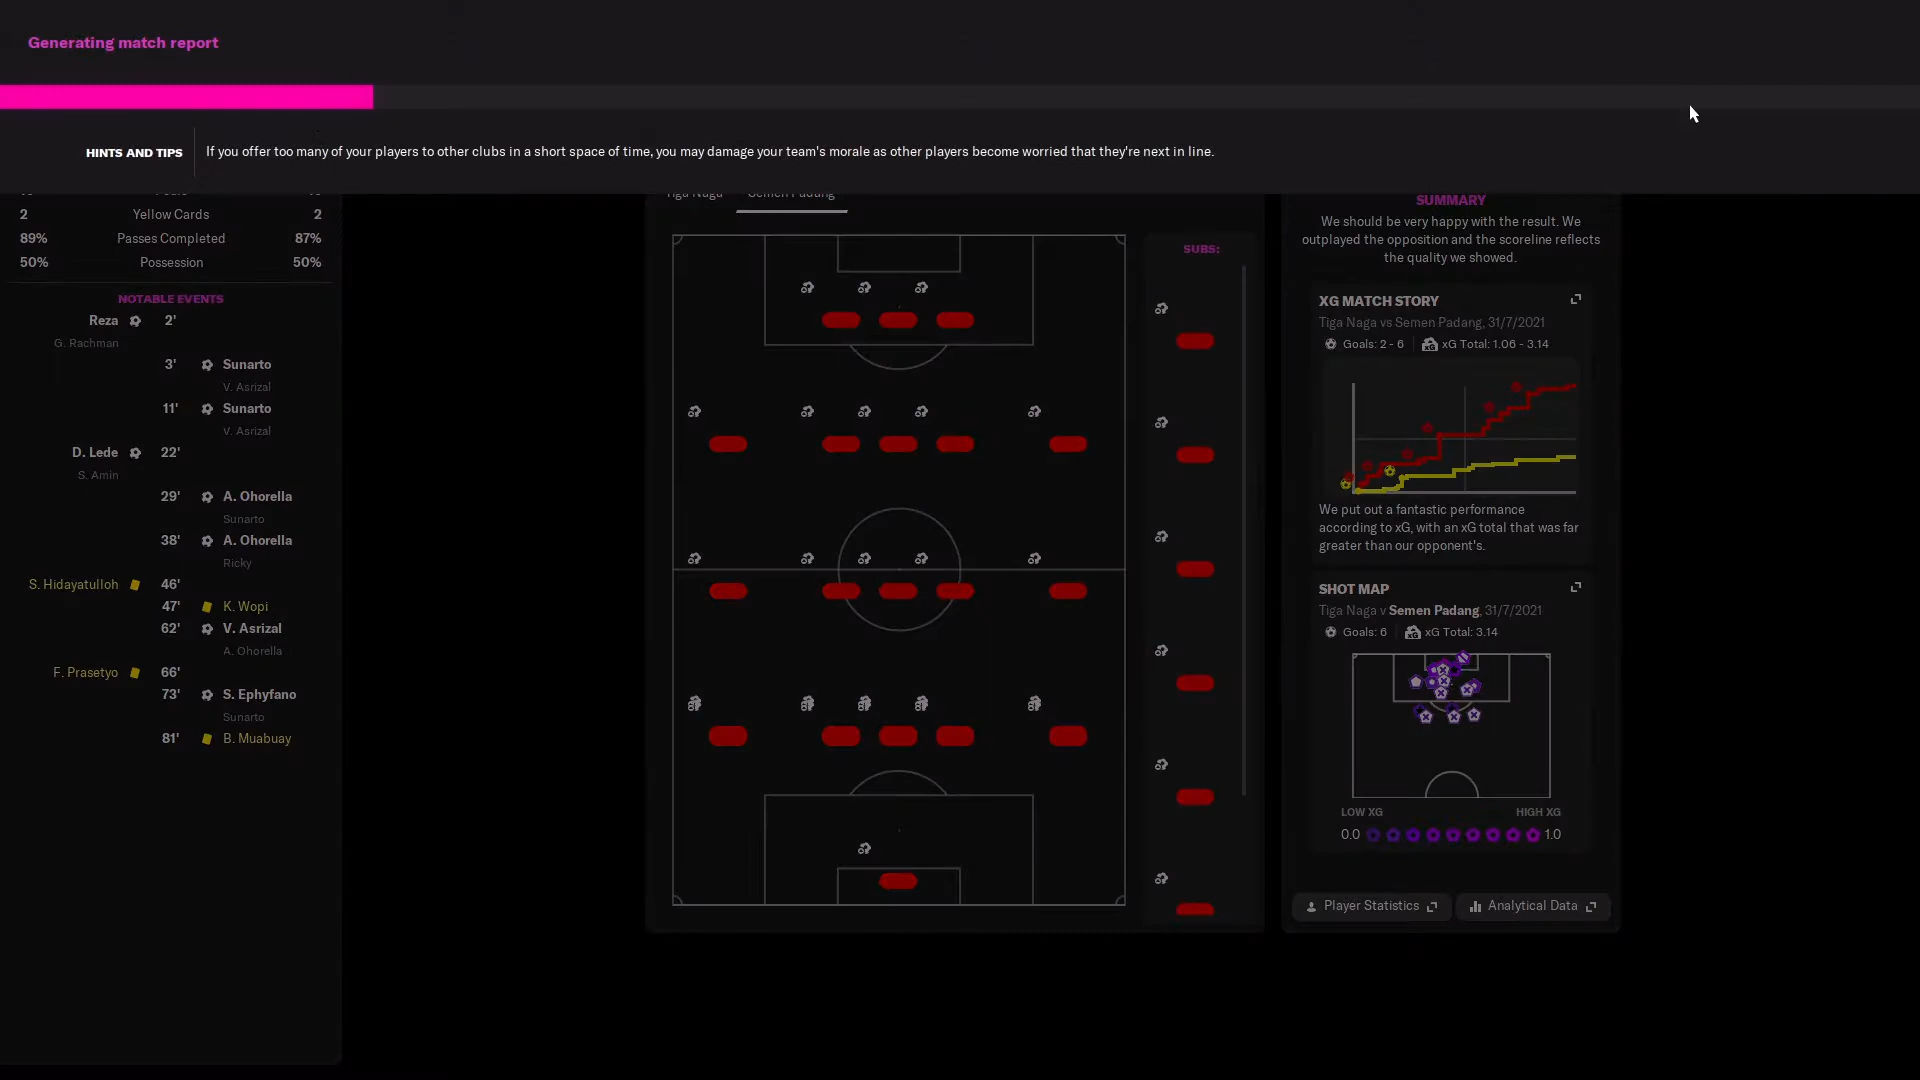 Generating match report
HINTS AND TIPS
If you offer too many of your players to other clubs in a short space of time, you may damage your team's morale as other players become worried that they're next in line.
2 Yellow Cards 2
89% Passes Completed 87%
50% Possession 50%
NOTABLE EVENTS
Reza 2'
G. Rachman
3' Sunarto
V. Asrizal
11' Sunarto
V. Asrizal
D. Lede 22'
S. Amin
29' A. Ohorella
Sunarto
38' A. Ohorella
Ricky
S. Hidayatulloh 46'
47' K. Wopi
62' V. Asrizal
A. Ohorella
F. Prasetyo 66'
73' S. Ephyfano
Sunarto
81' B. Muabuay
Tiga Naga Semen Padang
SUBS:
SUMMARY
We should be very happy with the result. We
outplayed the opposition and the scoreline reflects
the quality we showed.
XG MATCH STORY
Tiga Naga vs Semen Padang, 31/7/2021
Goals: 2 - 6 xG xG Total: 1.06 - 3.14
We put out a fantastic performance
according to xG, with an xG total that was far
greater than our opponent's.
SHOT MAP
Tiga Naga v Semen Padang, 31/7/2021
Goals: 6 xG xG Total: 3.14
LOW XG HIGH XG
0.0 1.0
Player Statistics Analytical Data